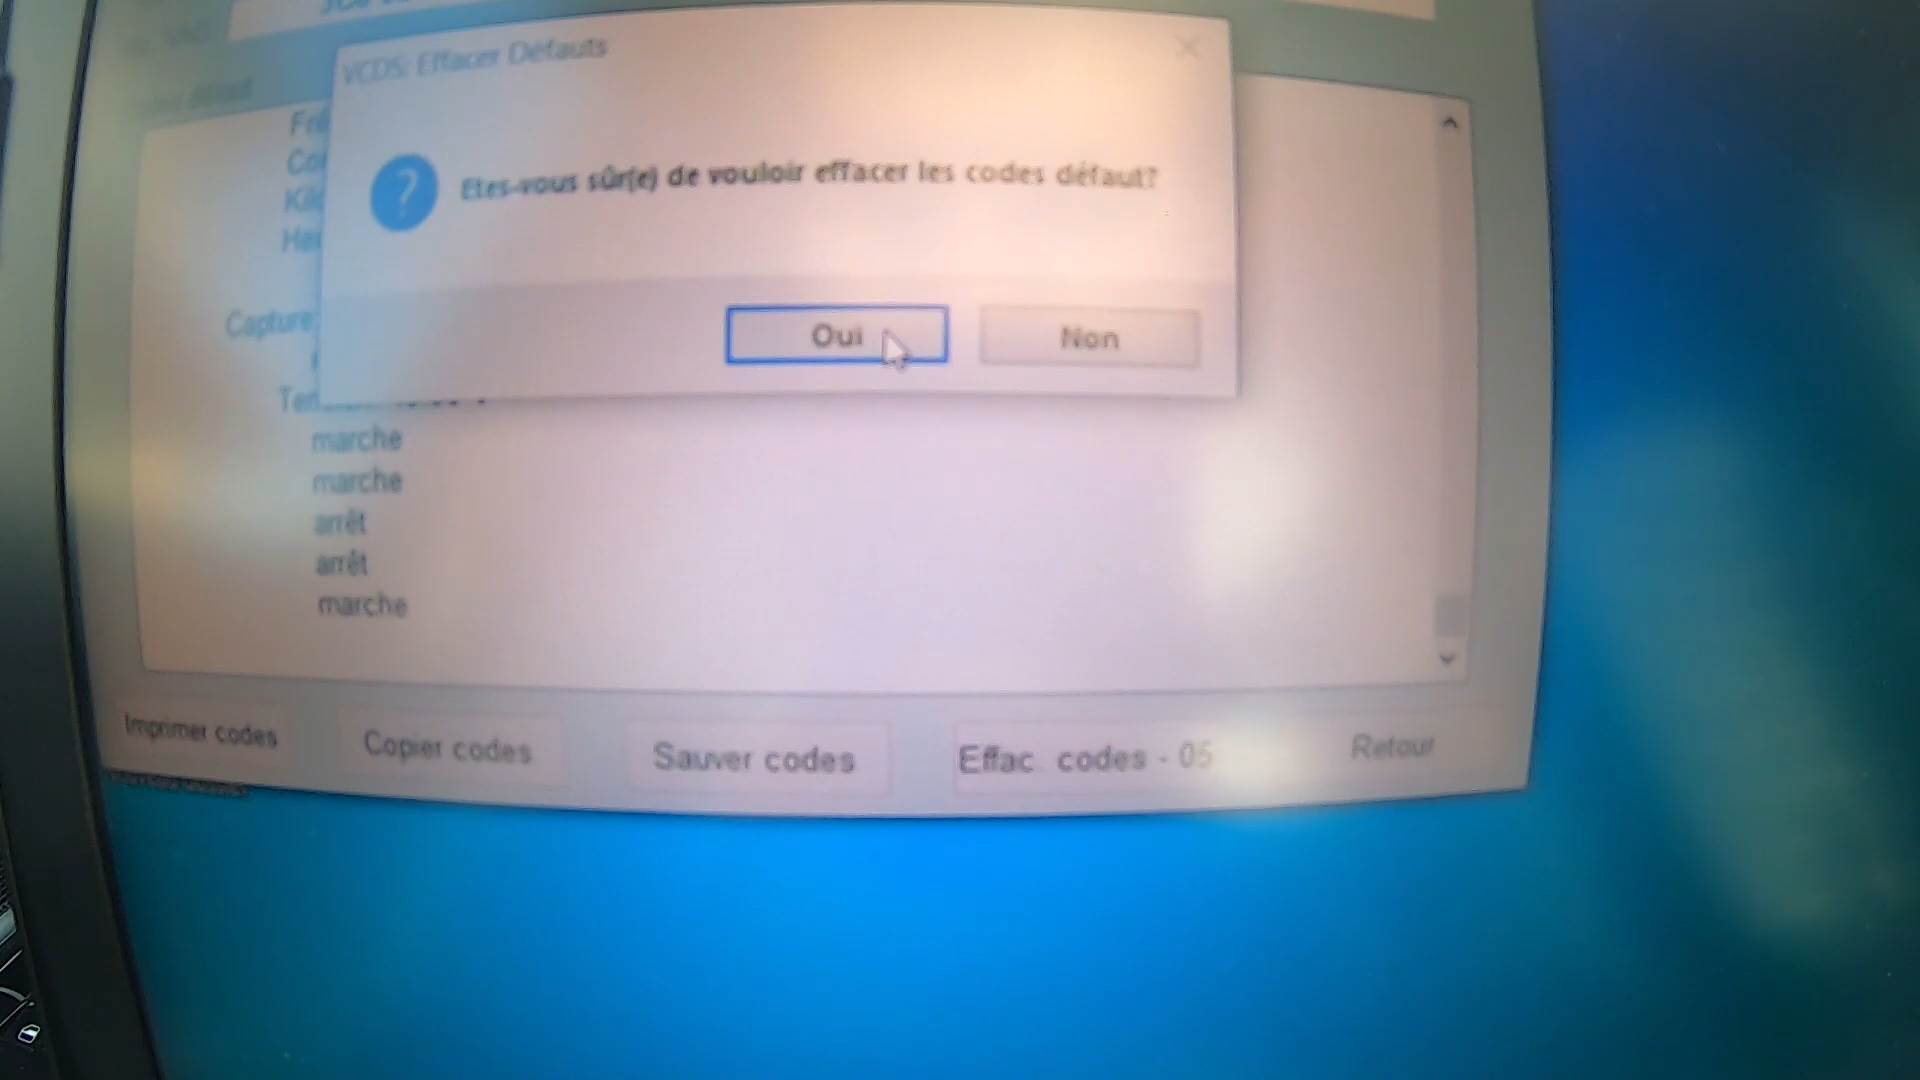 VCDS: Effacer Défauts
Etes-vous sûr(e) de vouloir effacer les codes défaut?
Oui
Non
Capture
marche
marche
arrêt
arrêt
marche
Imprimer codes
Copier codes
Sauver codes
Effac. codes - 05
Retour